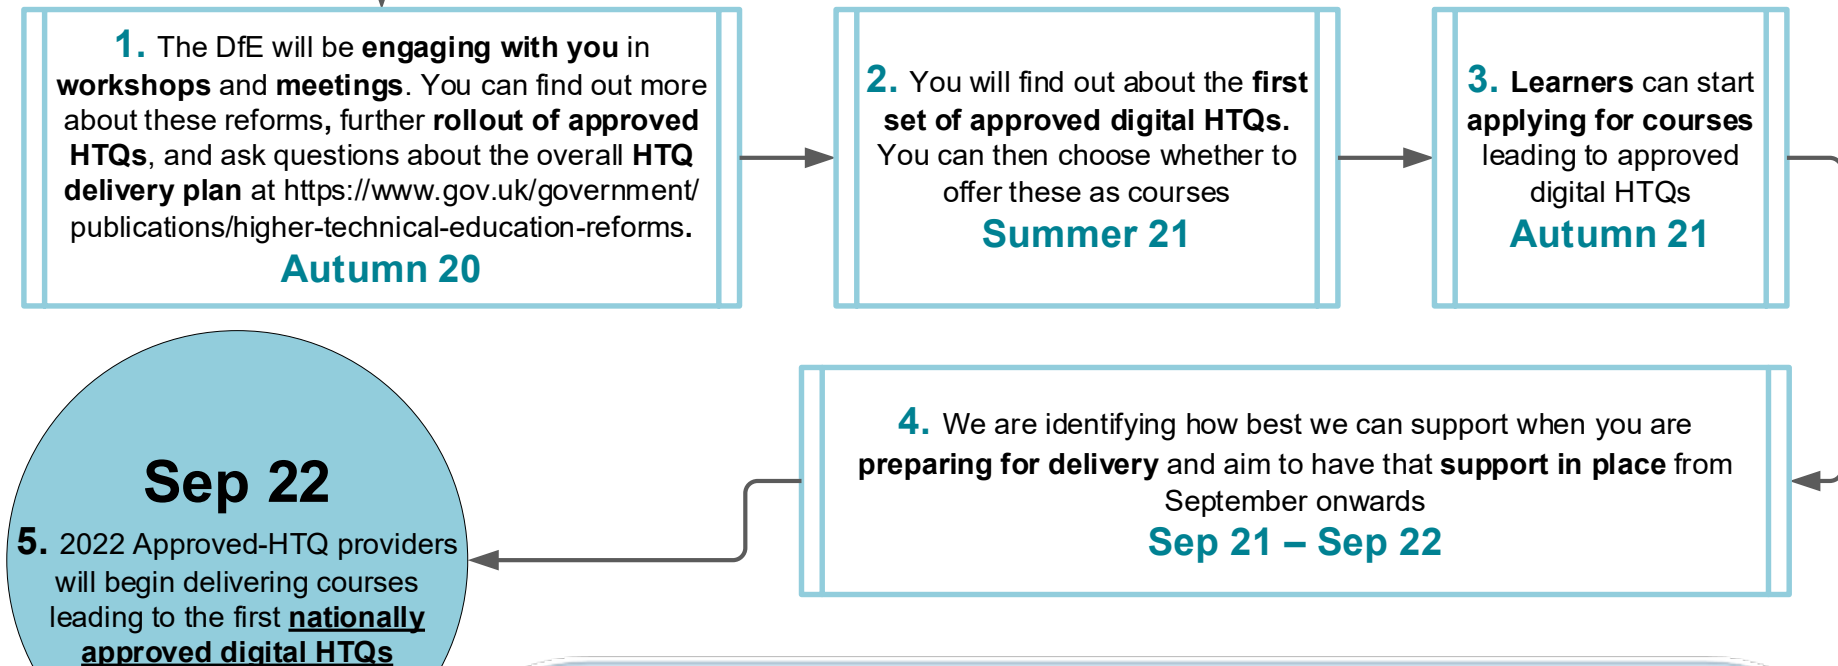 1. The DfE will be engaging with you in
workshops and meetings. You can find out more
about these reforms, further rollout of approved
HTQs, and ask questions about the overall HTQ
delivery plan at https://www.gov.uk/government/
publications/higher-technical-education-reforms.
Autumn 20
2. You will find out about the first
set of approved digital HTQs.
You can then choose whether to
offer these as courses
Summer 21
3. Learners can start
applying for courses
leading to approved
digital HTQs
Autumn 21
4. We are identifying how best we can support when you are
preparing for delivery and aim to have that support in place from
September onwards
Sep 21 – Sep 22
Sep 22
5. 2022 Approved-HTQ providers
will begin delivering courses
leading to the first nationally
approved digital HTQs